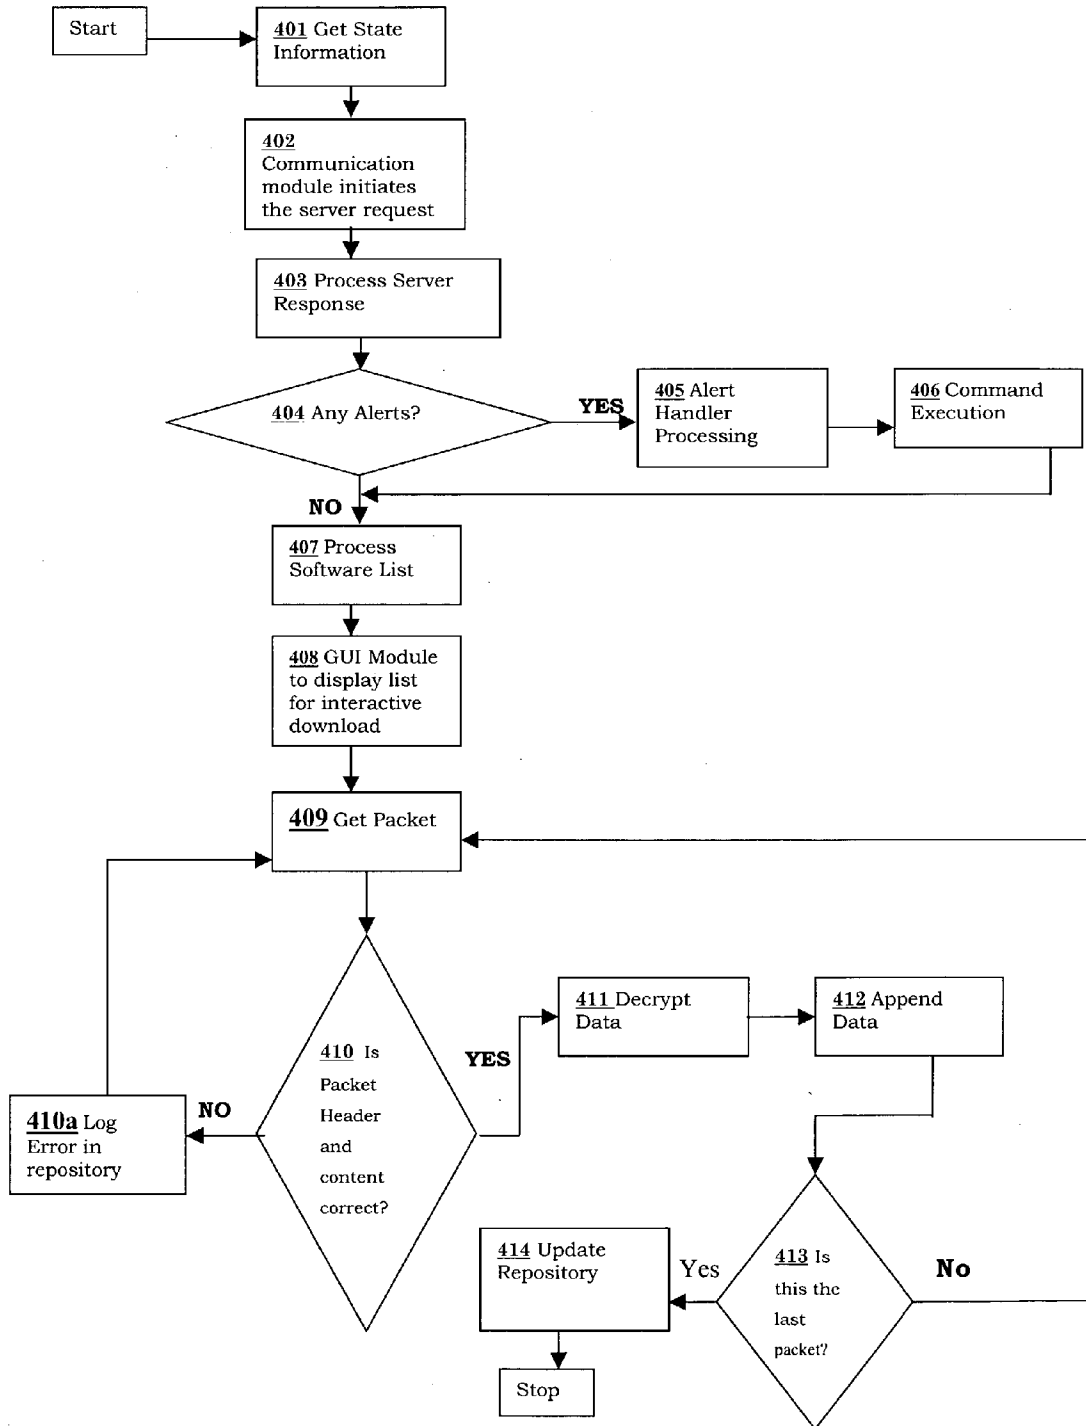 Start
401 Get State
Information
402
Communication
module initiates
the server request
403 Process Server
Response
404 Any Alerts?
YES
405 Alert
Handler
Processing
406 Command
Execution
NO
407 Process
Software List
408 GUI Module
to display list
for interactive
download
409 Get Packet
410 Is
Packet
Header
and
content
correct?
NO
410a Log
Error in
repository
YES
411 Decrypt
Data
412 Append
Data
413 Is
this the
last
packet?
No
Yes
414 Update
Repository
Stop